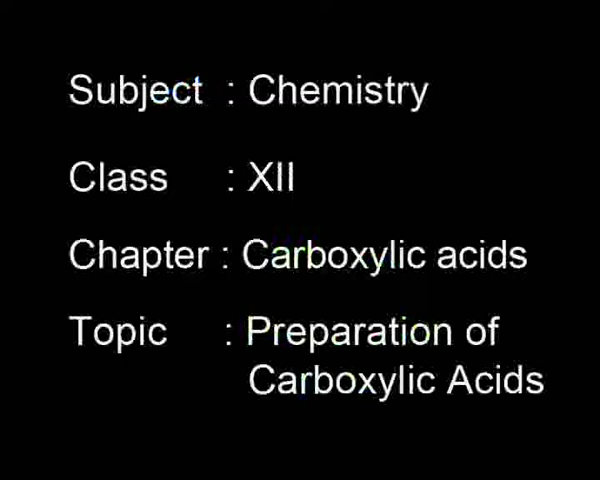 Subject : Chemistry
Class : XII
Chapter : Carboxylic acids
Topic : Preparation of
Carboxylic Acids